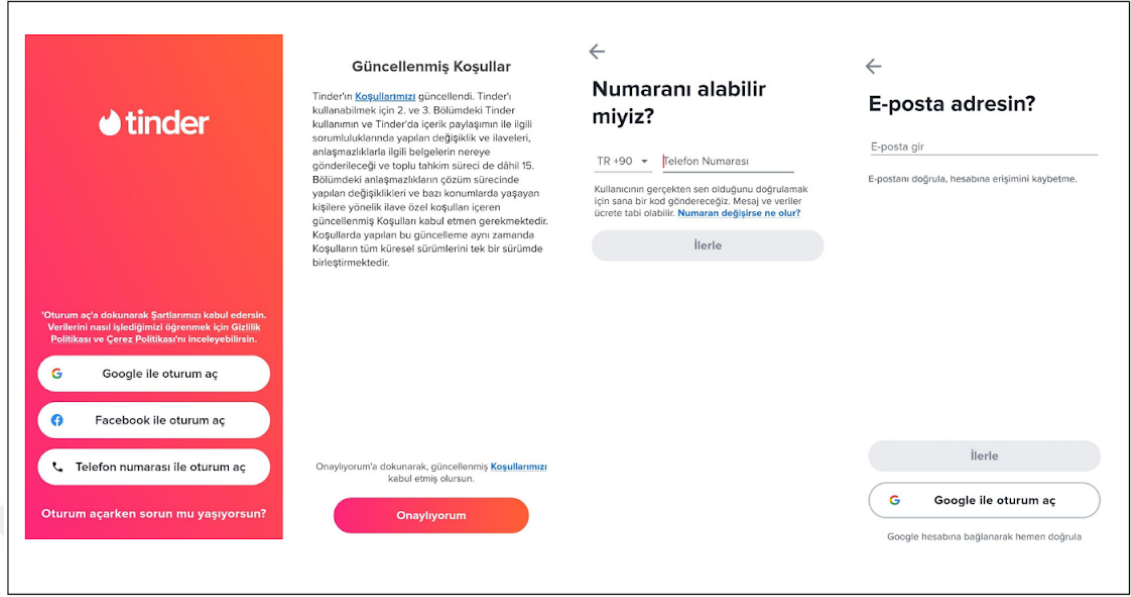 tinder
'Oturum aç'a dokunarak Şartlarımızı kabul edersin.
Verilerini nasıl işlediğimizi öğrenmek için Gizlilik
Politikası ve Çerez Politikası'nı inceleyebilirsin.
Google ile oturum aç
Facebook ile oturum aç
Telefon numarası ile oturum aç
Oturum açarken sorun mu yaşıyorsun?
Güncellenmiş Koşullar
Tinder'ın Koşullarımızı güncellendi. Tinder'ı
kullanabilmek için 2. ve 3. Bölümdeki Tinder
kullanımın ve Tinder'da içerik paylaşımın ile ilgili
sorumluluklarında yapılan değişiklik ve ilaveleri,
anlaşmazlıklarla ilgili belgelerin nereye
gönderileceği ve toplu tahkim süreci de dâhil 15.
Bölümdeki anlaşmazlıkların çözüm sürecinde
yapılan değişiklikleri ve bazı konumlarda yaşayan
kişilere yönelik ilave özel koşulları içeren
güncellenmiş Koşulları kabul etmen gerekmektedir.
Koşullarda yapılan bu güncelleme aynı zamanda
Koşulların tüm küresel sürümlerini tek bir sürümde
birleştirmektedir.
Onaylıyorum'a dokunarak, güncellenmiş Koşullarımızı
kabul etmiş olursun.
Onaylıyorum
Numaranı alabilir
miyiz?
TR +90 Telefon Numarası
Kullanıcının gerçekten sen olduğunu doğrulamak
için sana bir kod göndereceğiz. Mesaj ve veriler
ücrete tabi olabilir. Numaran değişirse ne olur?
İlerle
E-posta adresin?
E-posta gir
E-postanı doğrula, hesabına erişimini kaybetme.
İlerle
Google ile oturum aç
Google hesabına bağlanarak hemen doğrula